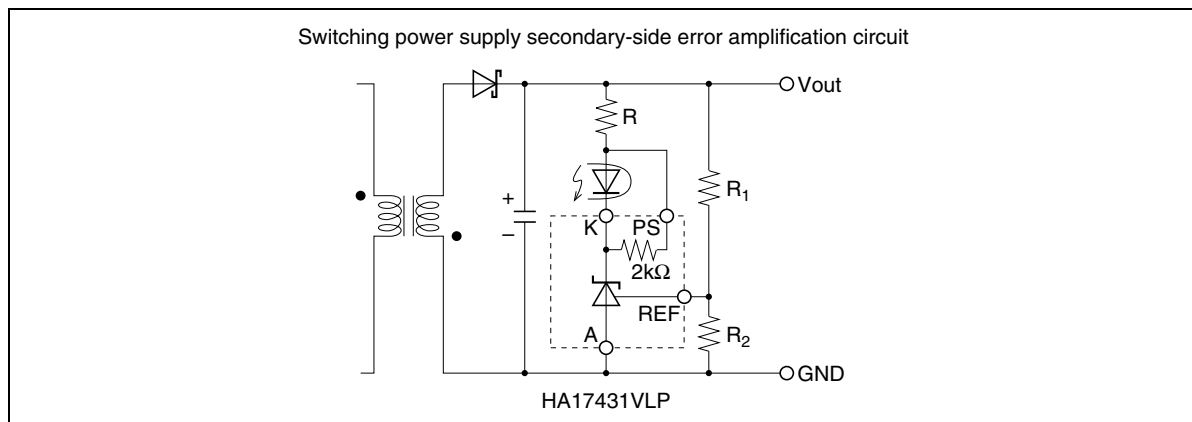 Switching power supply secondary-side error amplification circuit
Vout
R
R₁
+
–
K
PS
2kΩ
REF
A
R₂
GND
HA17431VLP